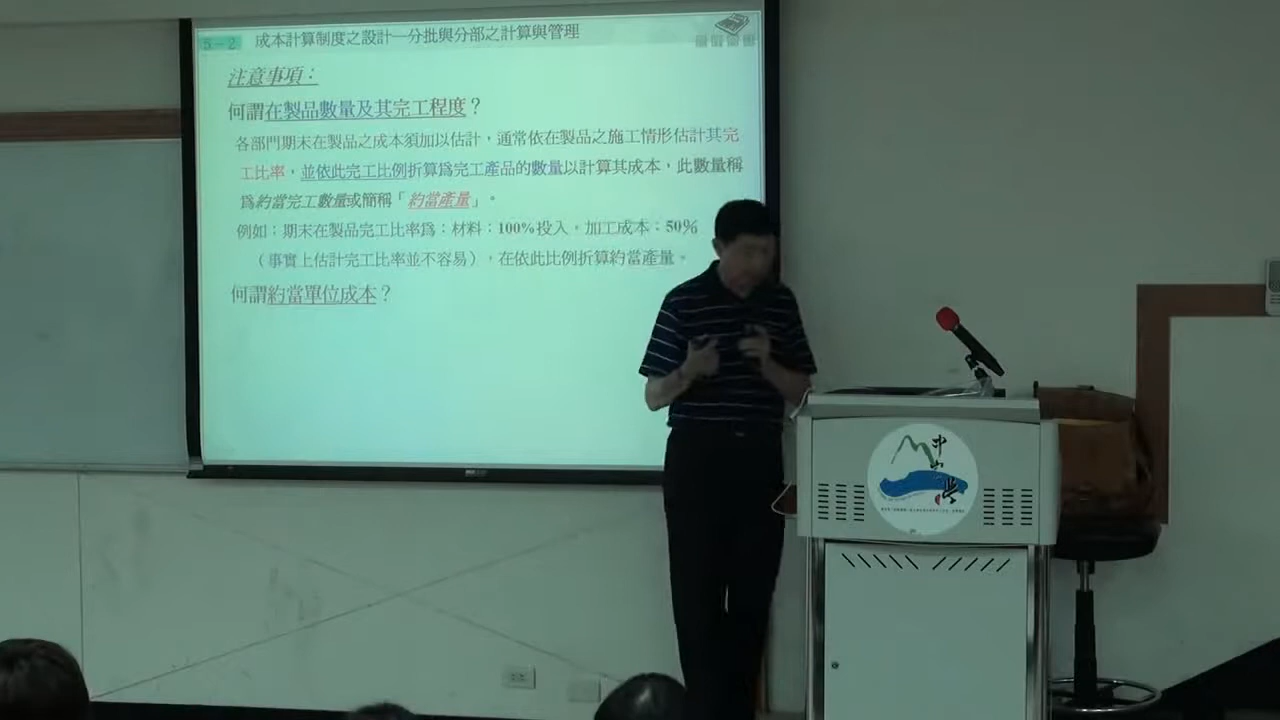 5-2 成本計算制度之設計—分批與分部之計算與管理
注意事項：
何謂在製品數量及其完工程度？
各部門期末在製品之成本須加以估計，通常依在製品之施工情形估計其完
工比率，並依此完工比例折算爲完工產品的數量以計算其成本，此數量稱
爲約當完工數量或簡稱「約當產量」。
例如：期末在製品完工比率爲：材料：100%投入，加工成本：50%
（事實上估計完工比率並不容易），在依此比例折算約當產量。
何謂約當單位成本？
中
山